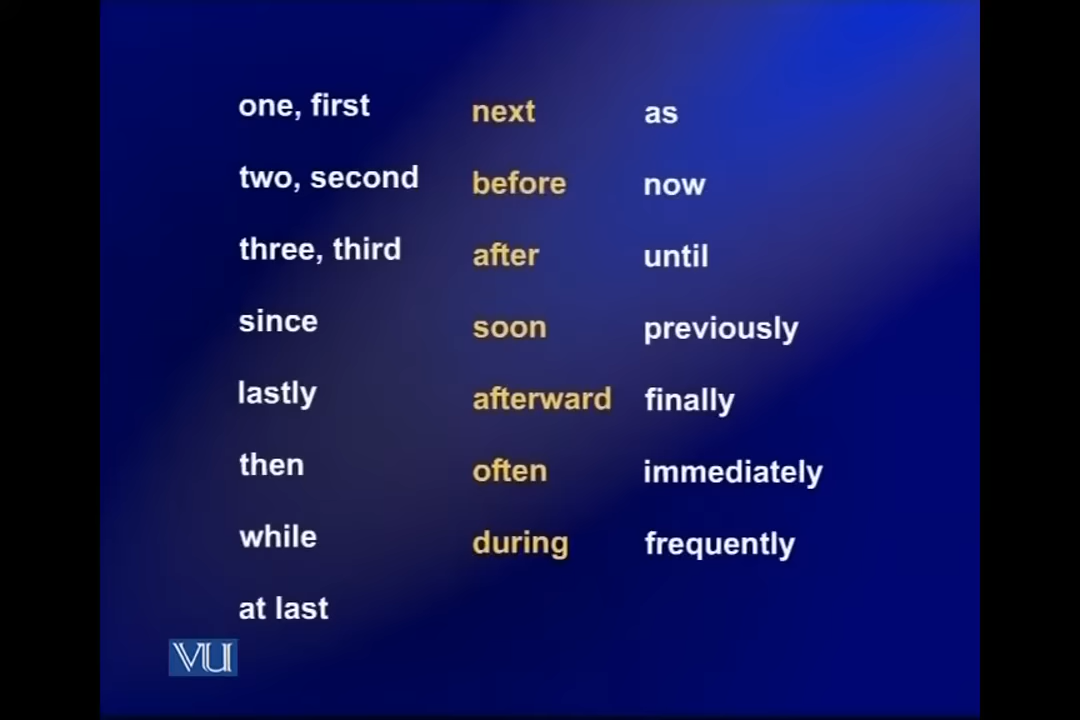 one, first
two, second
three, third
since
lastly
then
while
at last
next
before
after
soon
afterward
often
during
as
now
until
previously
finally
immediately
frequently
VU